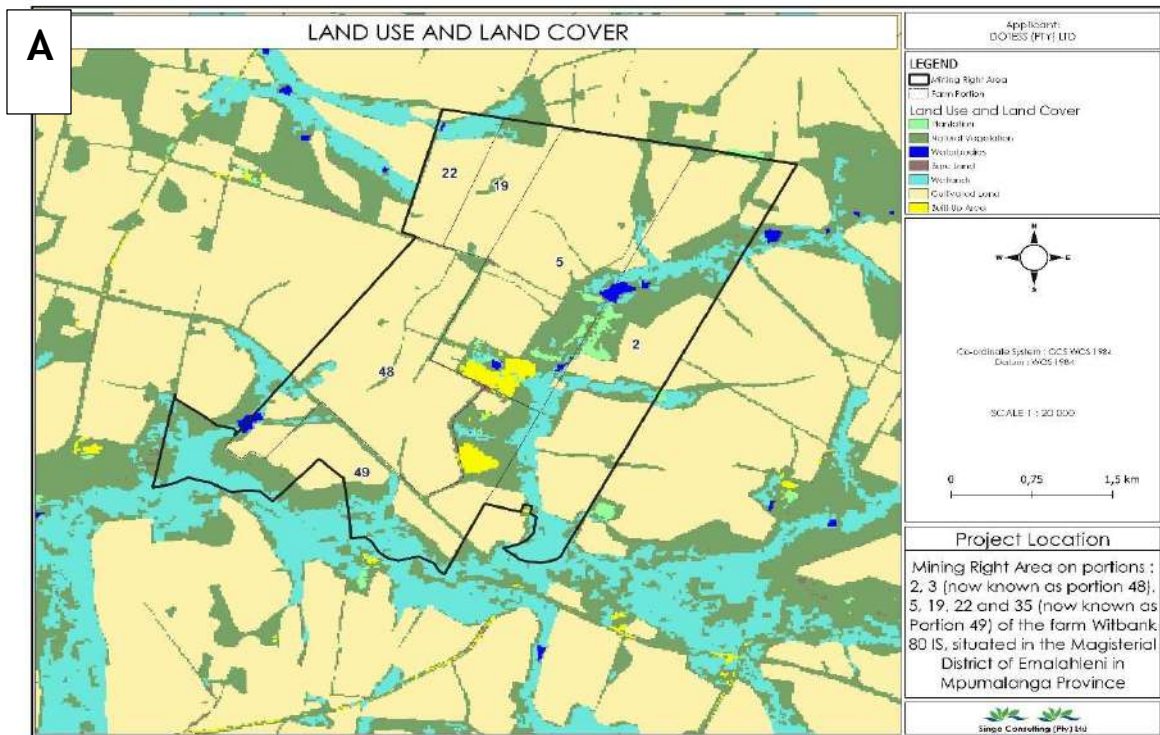 A
LAND USE AND LAND COVER
Applicant:
DOTESS (PTY) LTD
LEGEND
Mining Right Area
Farm Portion
Land Use and Land Cover
Plantation
Natural Vegetation
Waterbodies
Bare Land
Wetlands
Cultivated Land
Built-Up Area
N
W
E
S
Co-ordinate System : GCS WGS 1984
Datum : WGS 1984
SCALE 1 : 20 000
0 0,75 1,5 km
Project Location
Mining Right Area on portions :
2, 3 (now known as portion 48),
5, 19, 22 and 35 (now known as
Portion 49) of the farm Witbank
80 IS, situated in the Magisterial
District of Emalahleni in
Mpumalanga Province
Singo Consulting (Pty) Ltd
22
19
5
2
48
49